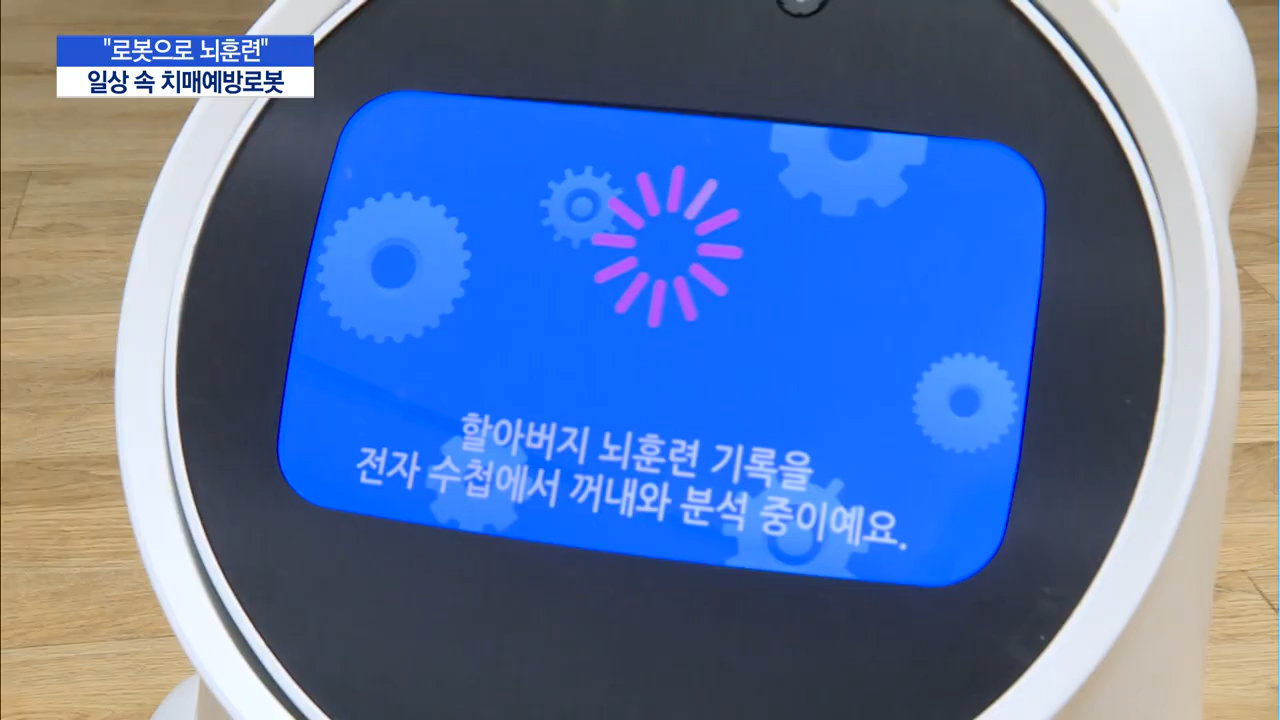 "로봇으로 뇌훈련"
일상 속 치매예방로봇
할아버지 뇌훈련 기록을
전자 수첩에서 꺼내와 분석 중이예요.